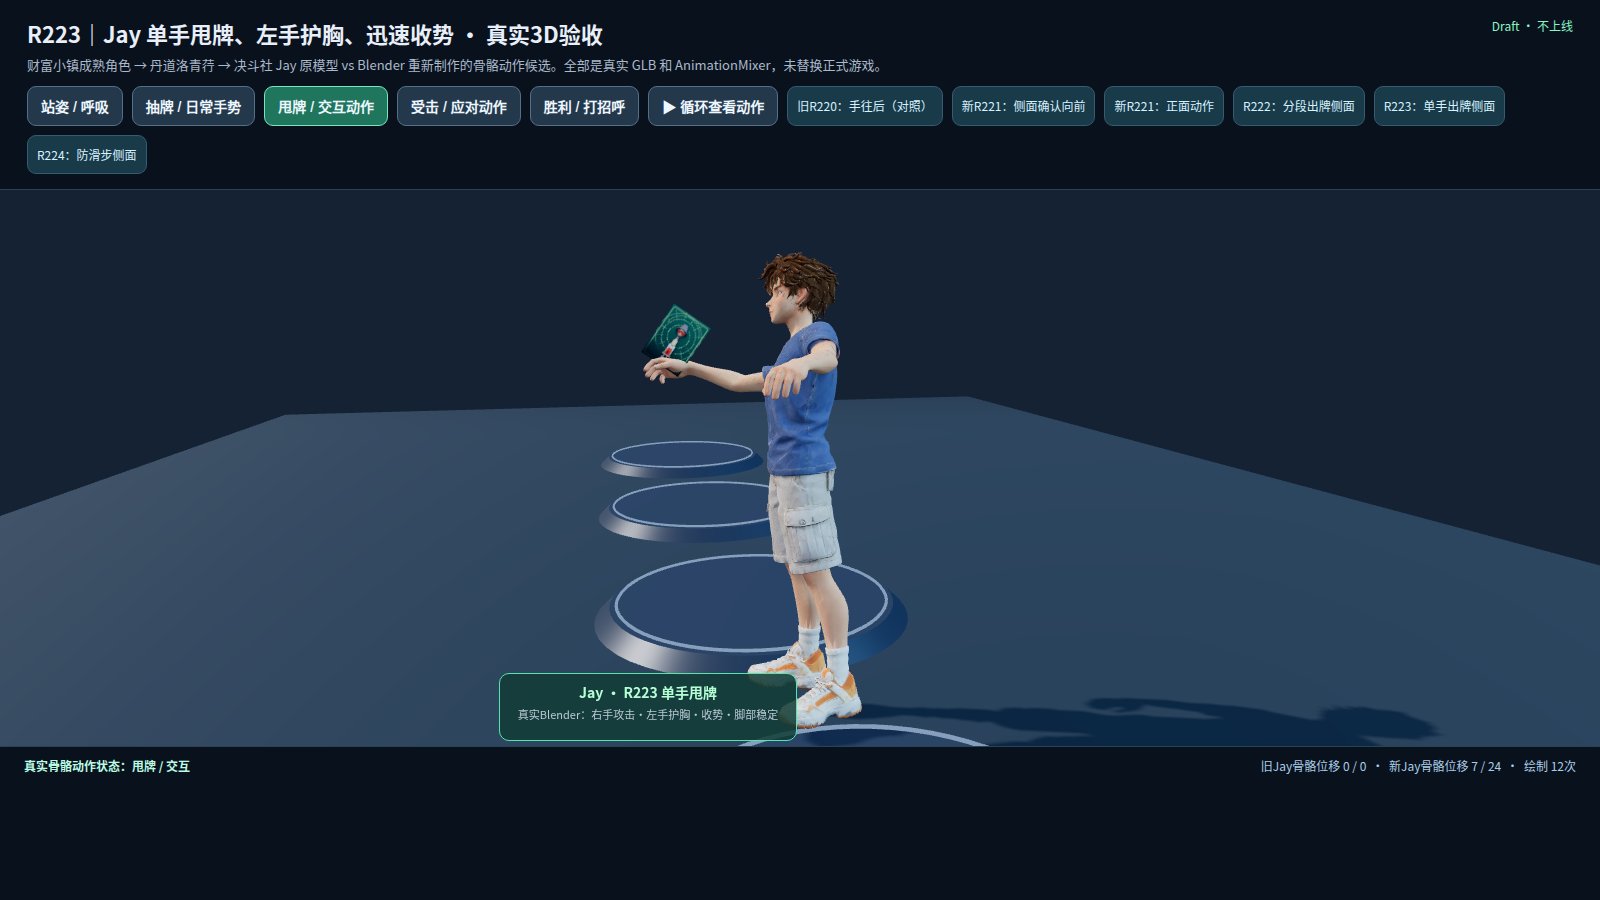 R223｜Jay 单手甩牌、左手护胸、迅速收势 · 真实3D验收
Draft · 不上线
财富小镇成熟角色 → 丹道洛青荇 → 决斗社 Jay 原模型 vs Blender 重新制作的骨骼动作候选。全部是真实 GLB 和 AnimationMixer，未替换正式游戏。
站姿 / 呼吸
抽牌 / 日常手势
甩牌 / 交互动作
受击 / 应对动作
胜利 / 打招呼
▶ 循环查看动作
旧R220：手往后（对照）
新R221：侧面确认向前
新R221：正面动作
R222：分段出牌侧面
R223：单手出牌侧面
R224：防滑步侧面
Jay · R223 单手甩牌
真实Blender：右手攻击·左手护胸·收势·脚部稳定
真实骨骼动作状态：甩牌 / 交互
旧Jay骨骼位移 0 / 0 · 新Jay骨骼位移 7 / 24 · 绘制 12次